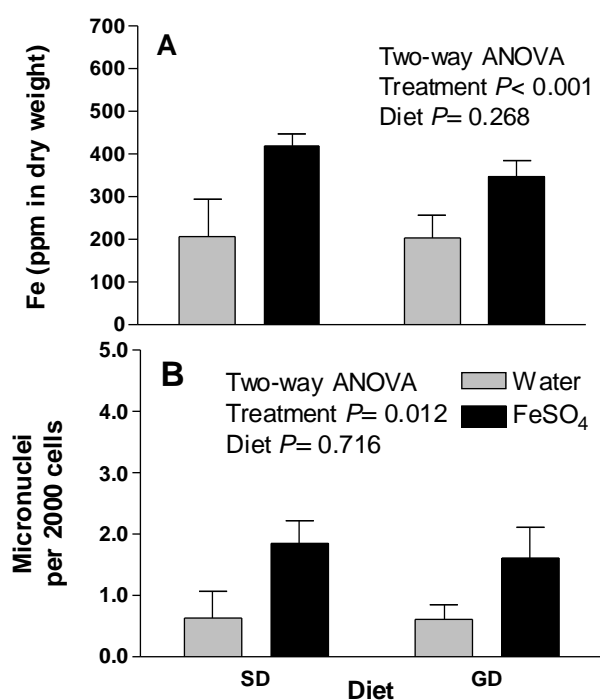 A
Fe (ppm in dry weight)
700
600
500
400
300
200
100
0
Two-way ANOVA
Treatment P< 0.001
Diet P= 0.268
B
Micronuclei
per 2000 cells
5.0
4.0
3.0
2.0
1.0
0.0
Two-way ANOVA
Treatment P= 0.012
Diet P= 0.716
Water
FeSO₄
SD
GD
Diet